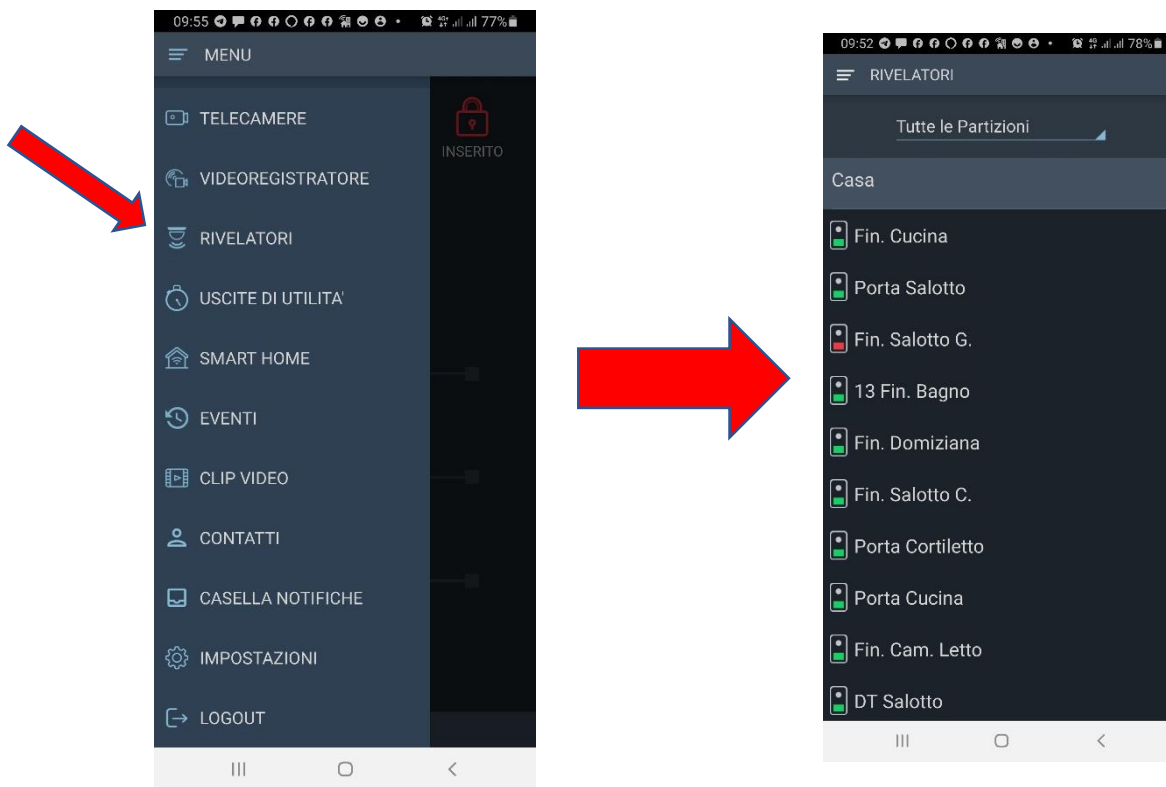 09:55
77%
MENU
TELECAMERE
INSERITO
VIDEOREGISTRATORE
RIVELATORI
USCITE DI UTILITA'
SMART HOME
EVENTI
CLIP VIDEO
CONTATTI
CASELLA NOTIFICHE
IMPOSTAZIONI
LOGOUT
09:52
4G
78%
RIVELATORI
Tutte le Partizioni
Casa
Fin. Cucina
Porta Salotto
Fin. Salotto G.
13 Fin. Bagno
Fin. Domiziana
Fin. Salotto C.
Porta Cortiletto
Porta Cucina
Fin. Cam. Letto
DT Salotto